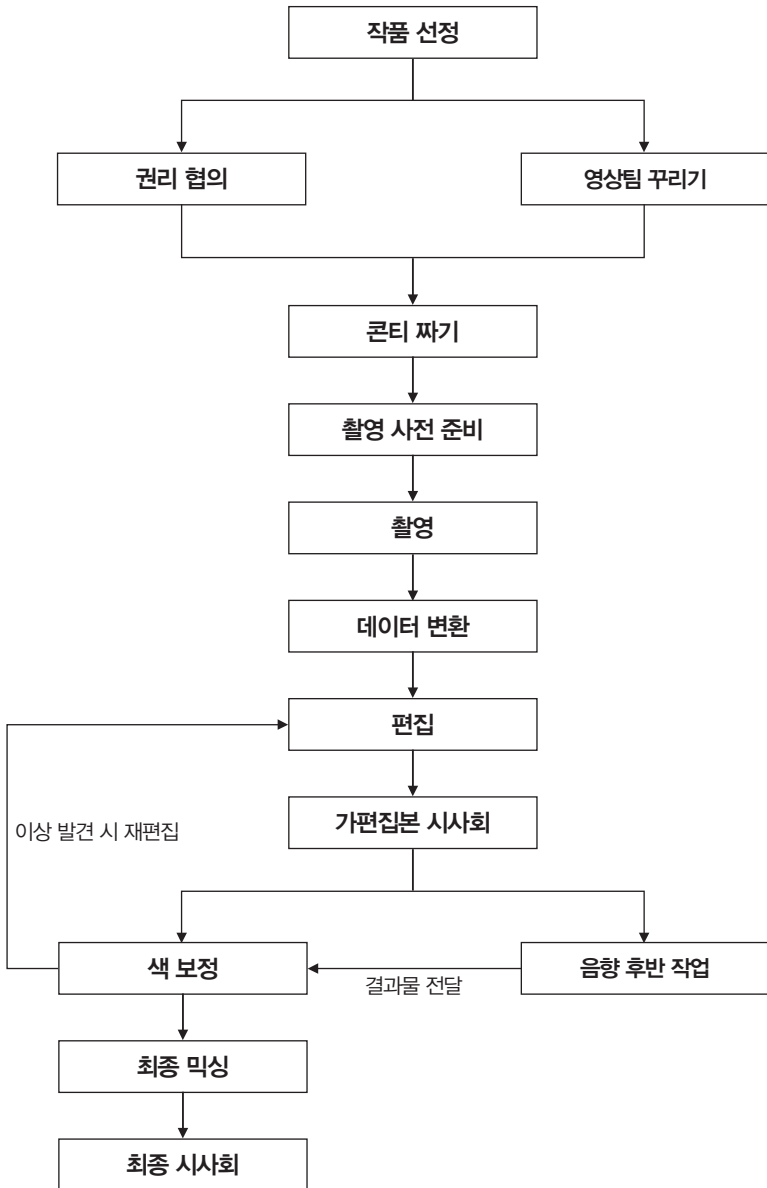 작품 선정
권리 협의
영상팀 꾸리기
콘티 짜기
촬영 사전 준비
촬영
데이터 변환
편집
가편집본 시사회
이상 발견 시 재편집
색 보정
결과물 전달
음향 후반 작업
최종 믹싱
최종 시사회